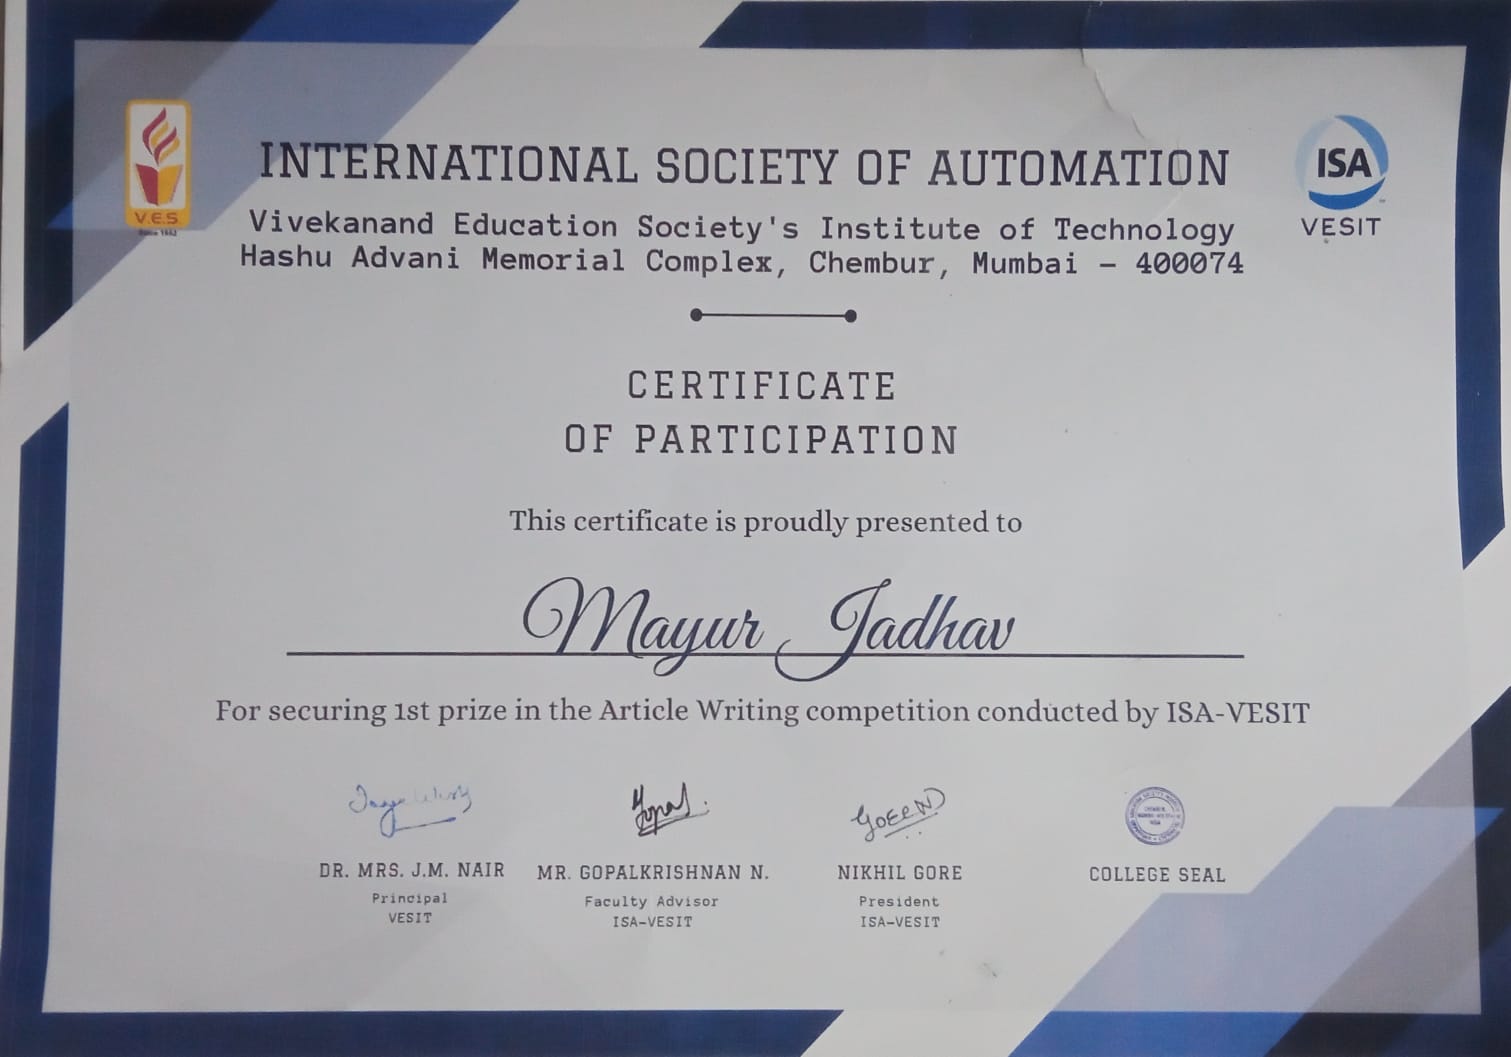 INTERNATIONAL SOCIETY OF AUTOMATION
V.E.S
Since 1962
ISA
VESIT
Vivekanand Education Society's Institute of Technology
Hashu Advani Memorial Complex, Chembur, Mumbai – 400074
CERTIFICATE
OF PARTICIPATION
This certificate is proudly presented to
Mayur Jadhav
For securing 1st prize in the Article Writing competition conducted by ISA-VESIT
GoreN
DR. MRS. J.M. NAIR
Principal
VESIT
MR. GOPALKRISHNAN N.
Faculty Advisor
ISA-VESIT
NIKHIL GORE
President
ISA-VESIT
COLLEGE SEAL